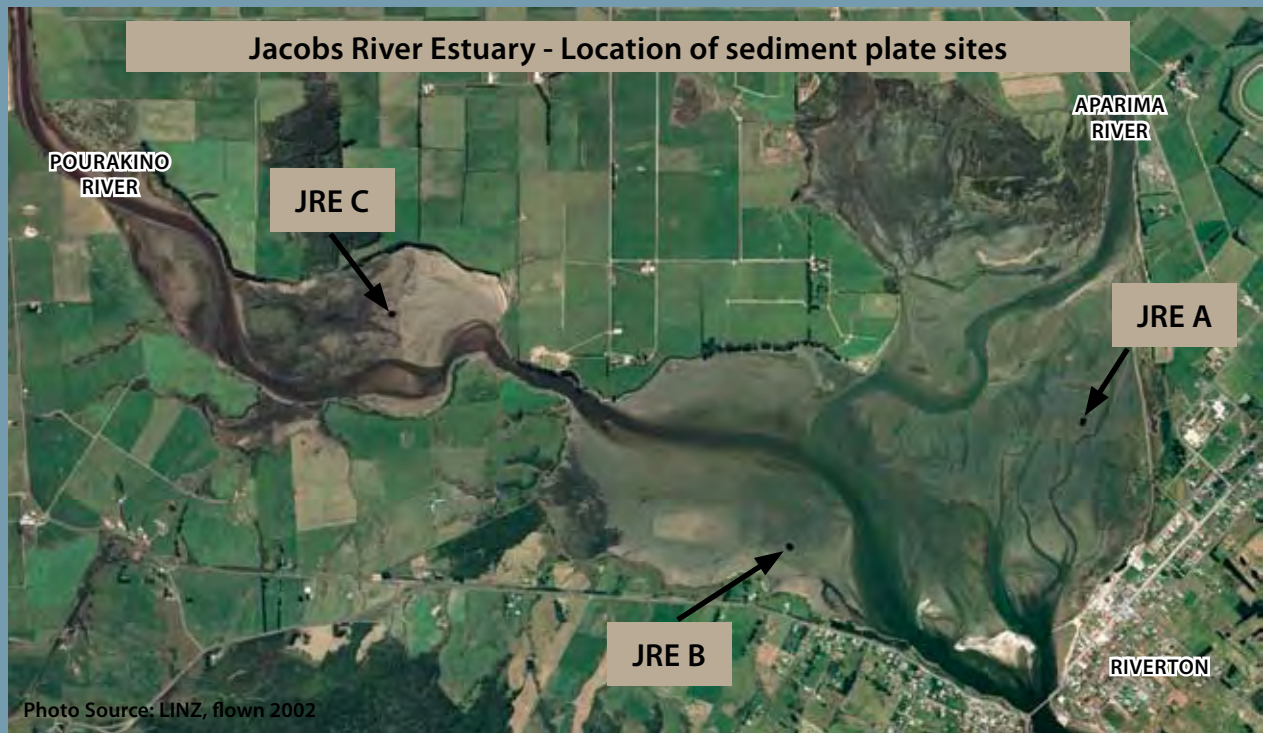 Jacobs River Estuary - Location of sediment plate sites
APARIMA
RIVER
POURAKINO
RIVER
JRE C
JRE A
JRE B
RIVERTON
Photo Source: LINZ, flown 2002